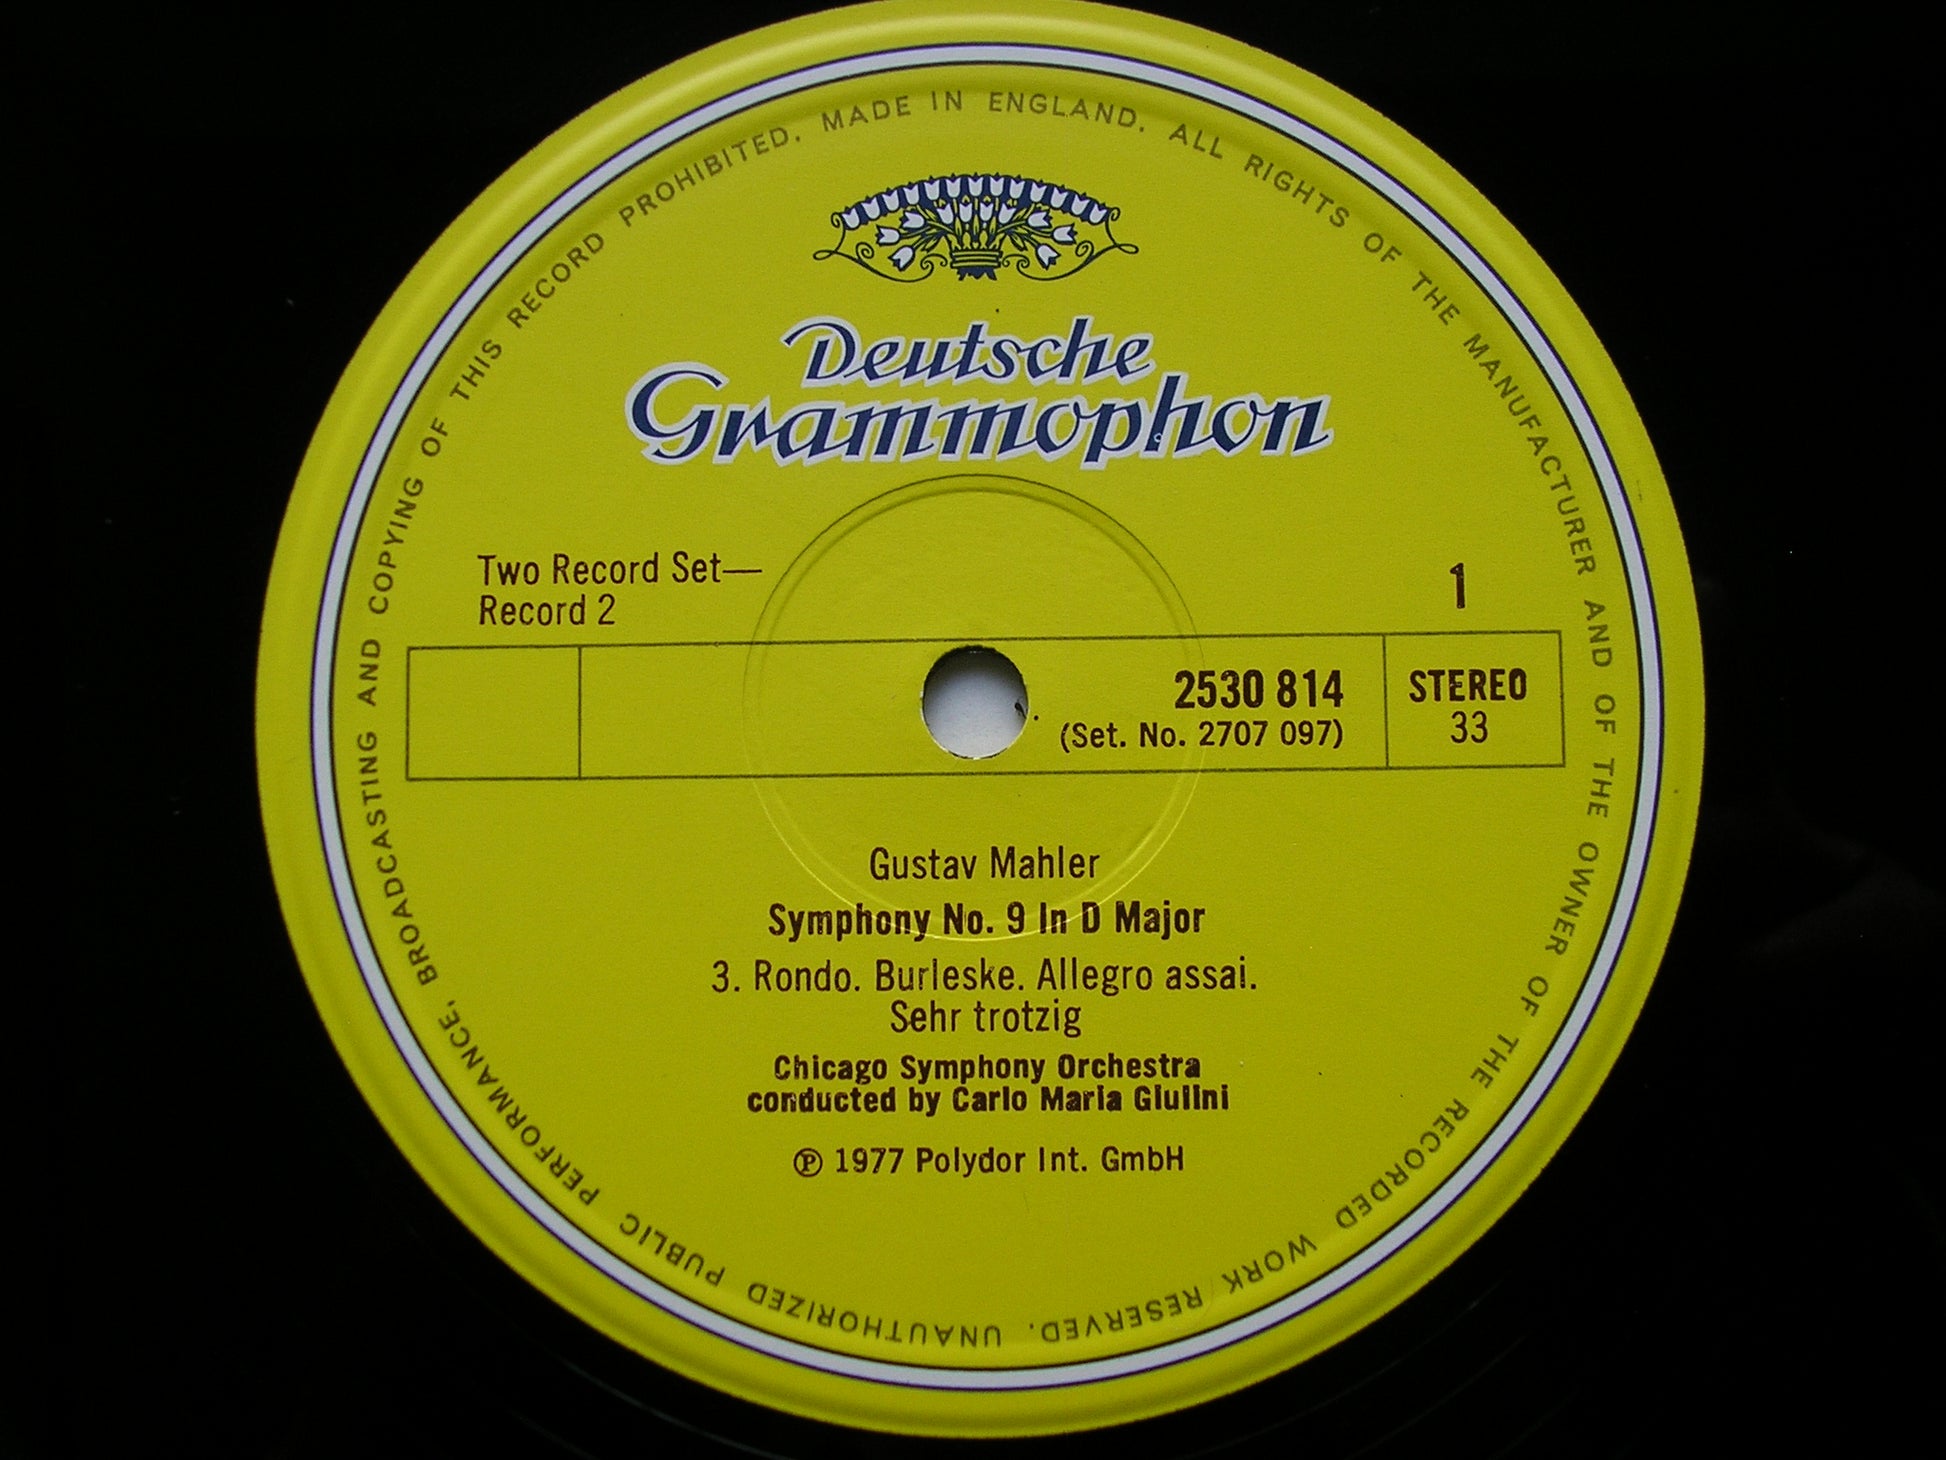 MADE IN ENGLAND. ALL RIGHTS OF THE MANUFACTURER AND OF THE OWNER OF THE RECORDED WORK RESERVED. UNAUTHORIZED PUBLIC PERFORMANCE, BROADCASTING AND COPYING OF THIS RECORD PROHIBITED.
Deutsche
Grammophon
Two Record Set—
Record 2
1
2530 814
(Set. No. 2707 097)
STEREO
33
Gustav Mahler
Symphony No. 9 in D Major
3. Rondo. Burleske. Allegro assai.
Sehr trotzig
Chicago Symphony Orchestra
conducted by Carlo Maria Giulini
℗ 1977 Polydor Int. GmbH